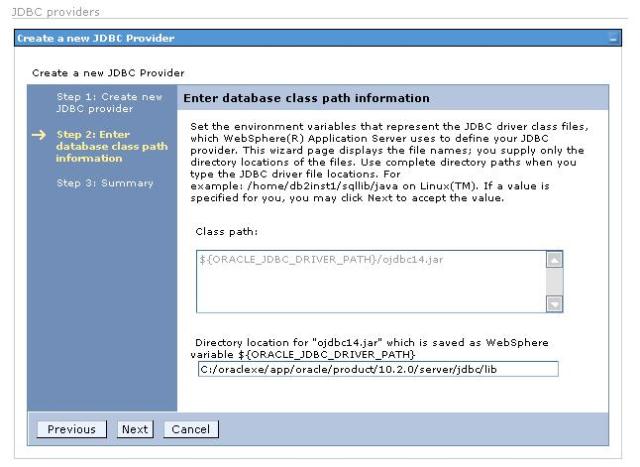 JDBC providers
Create a new JDBC Provider
Create a new JDBC Provider
Step 1: Create new
JDBC provider
Step 2: Enter
database class path
information
Step 3: Summary
Enter database class path information
Set the environment variables that represent the JDBC driver class files,
which WebSphere(R) Application Server uses to define your JDBC
provider. This wizard page displays the file names; you supply only the
directory locations of the files. Use complete directory paths when you
type the JDBC driver file locations. For
example: /home/db2inst1/sqllib/java on Linux(TM). If a value is
specified for you, you may click Next to accept the value.
Class path:
${ORACLE_JDBC_DRIVER_PATH}/ojdbc14.jar
Directory location for "ojdbc14.jar" which is saved as WebSphere
variable ${ORACLE_JDBC_DRIVER_PATH}
C:/oraclexe/app/oracle/product/10.2.0/server/jdbc/lib
Previous Next Cancel